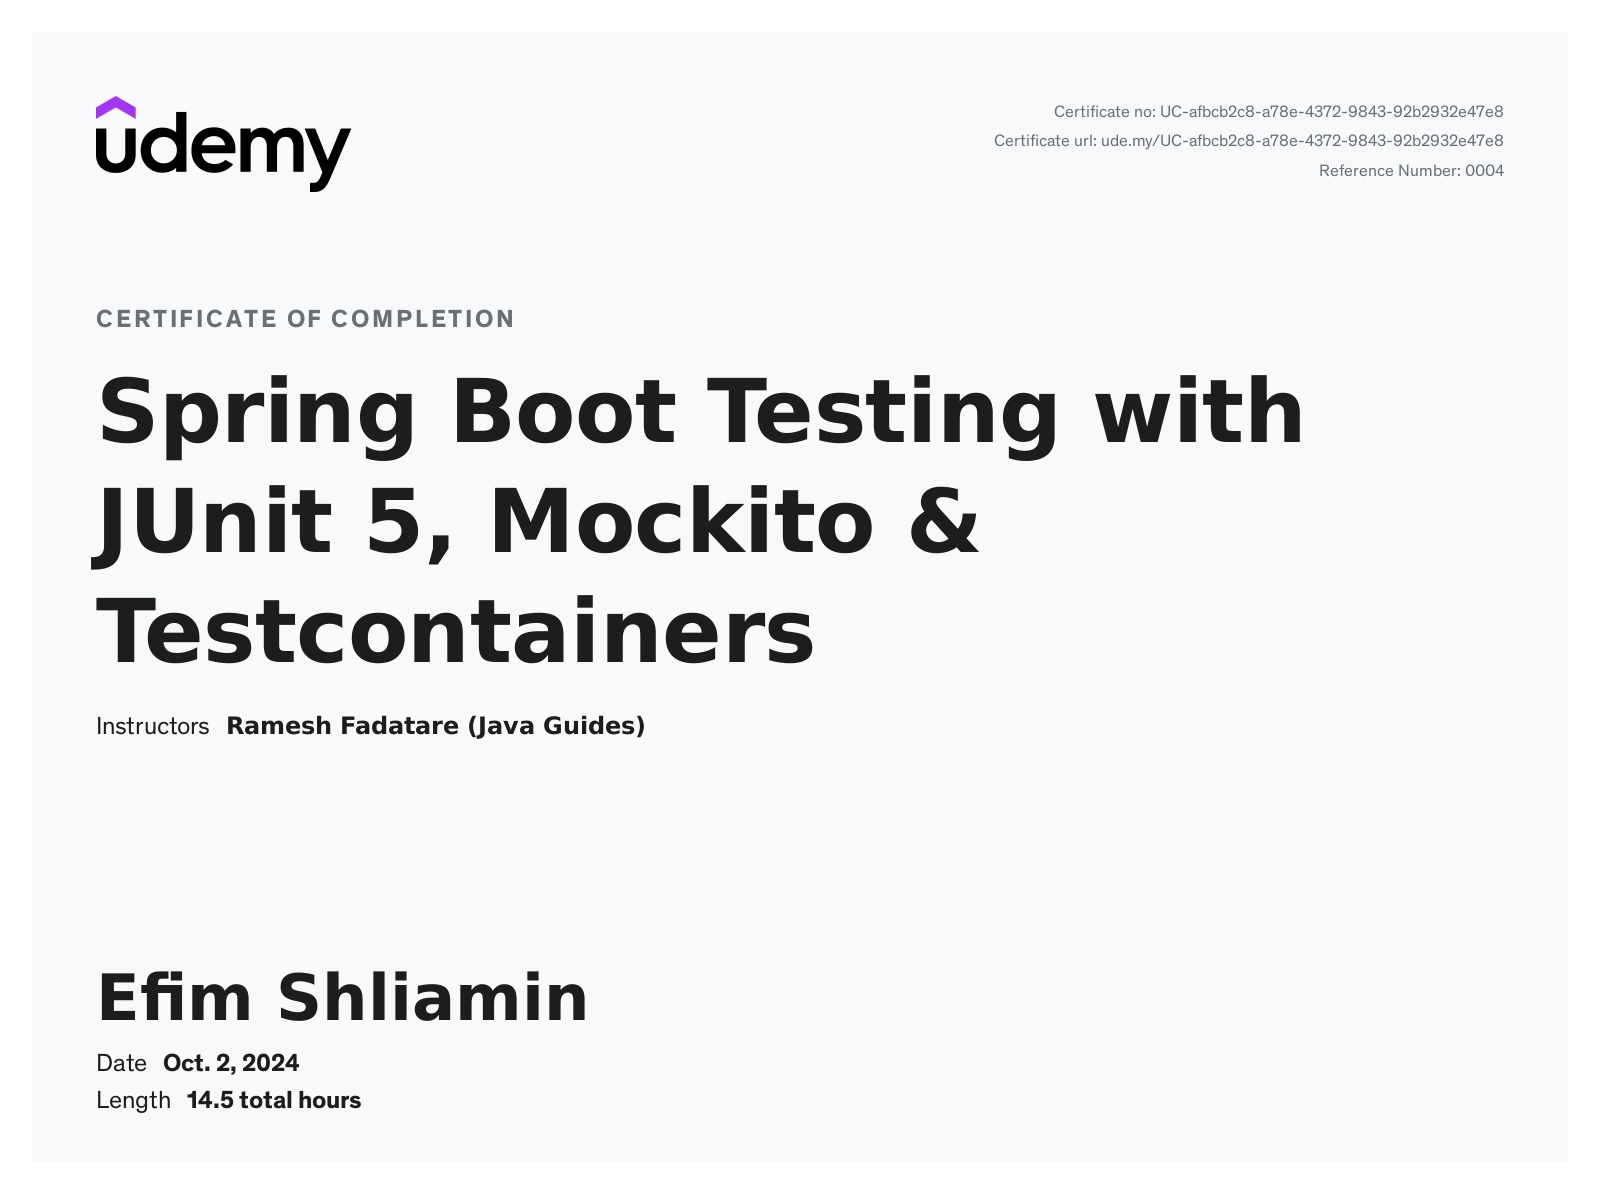 udemy
Certificate no: UC-afbcb2c8-a78e-4372-9843-92b2932e47e8
Certificate url: ude.my/UC-afbcb2c8-a78e-4372-9843-92b2932e47e8
Reference Number: 0004
CERTIFICATE OF COMPLETION
Spring Boot Testing with
JUnit 5, Mockito &
Testcontainers
Instructors Ramesh Fadatare (Java Guides)
Efim Shliamin
Date Oct. 2, 2024
Length 14.5 total hours